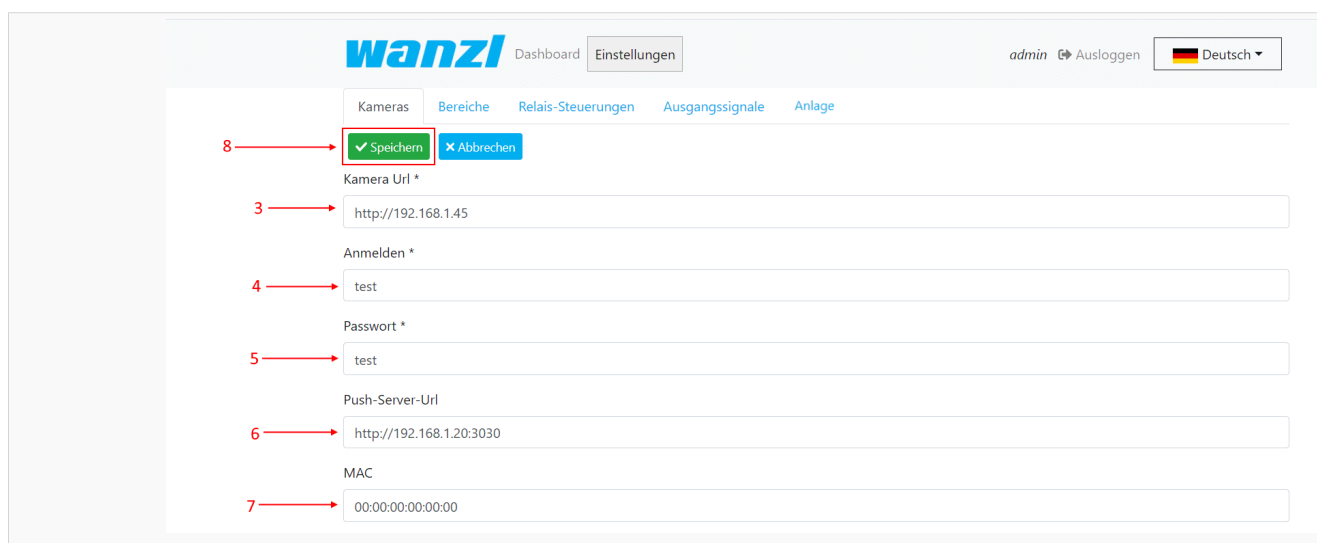 wanzl Dashboard Einstellungen admin Ausloggen Deutsch
Kameras Bereiche Relais-Steuerungen Ausgangssignale Anlage
8 Speichern Abbrechen
Kamera Url *
3 http://192.168.1.45
Anmelden *
4 test
Passwort *
5 test
Push-Server-Url
6 http://192.168.1.20:3030
MAC
7 00:00:00:00:00:00